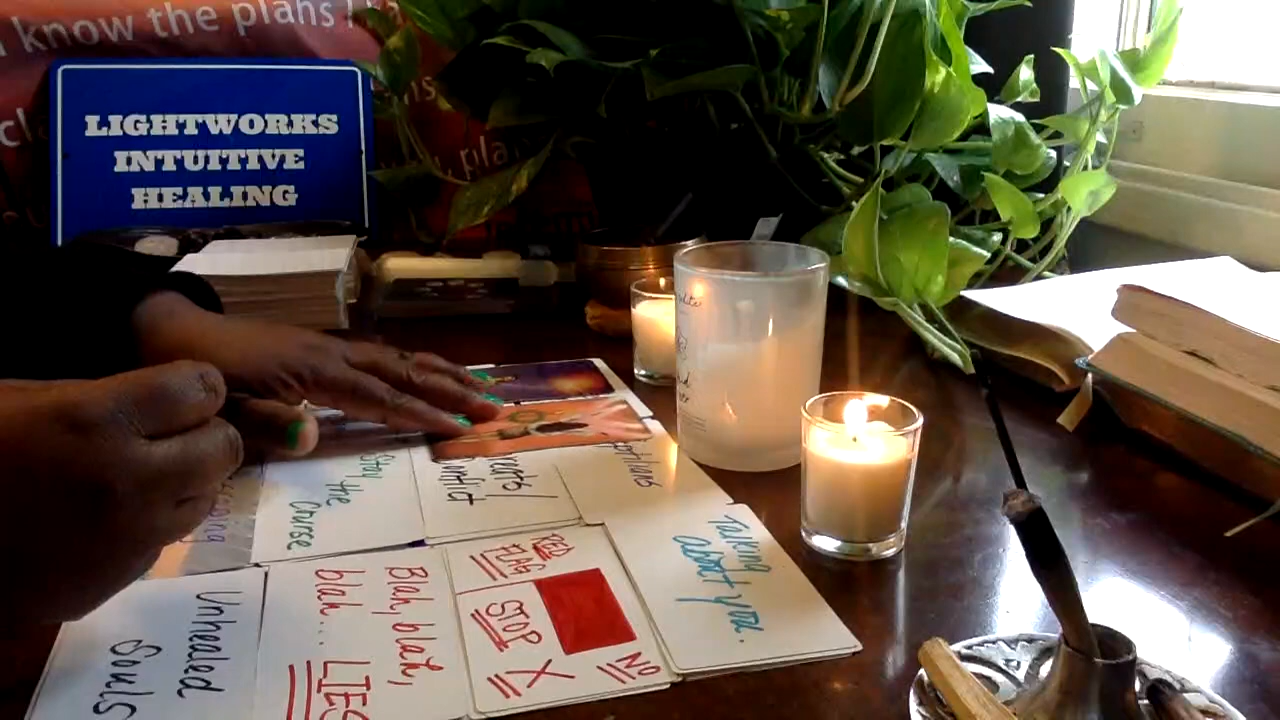 know the plans I
LIGHTWORKS
INTUITIVE
HEALING
Stay the
Course
Conflict
Talking
about you.
RED
FLAG
STOP
X
NO
Blah, blah,
blah... LIES
Unhealed
Souls